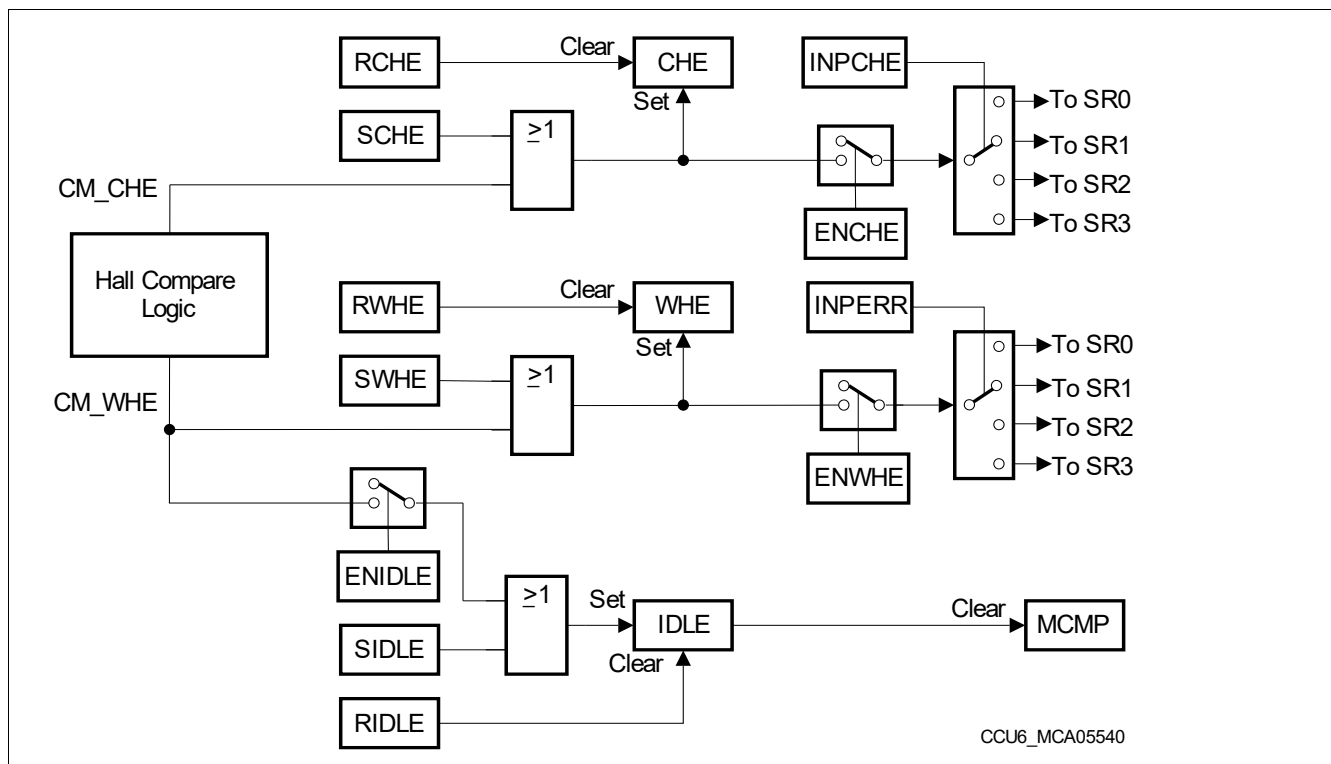 RCHE
Clear
CHE
INPCHE
Set
To SR0
SCHE
≥1
To SR1
CM_CHE
To SR2
ENCHE
To SR3
Hall Compare
Logic
RWHE
Clear
WHE
INPERR
Set
To SR0
SWHE
≥1
To SR1
CM_WHE
To SR2
ENWHE
To SR3
ENIDLE
≥1
Set
IDLE
Clear
MCMP
SIDLE
Clear
RIDLE
CCU6_MCA05540